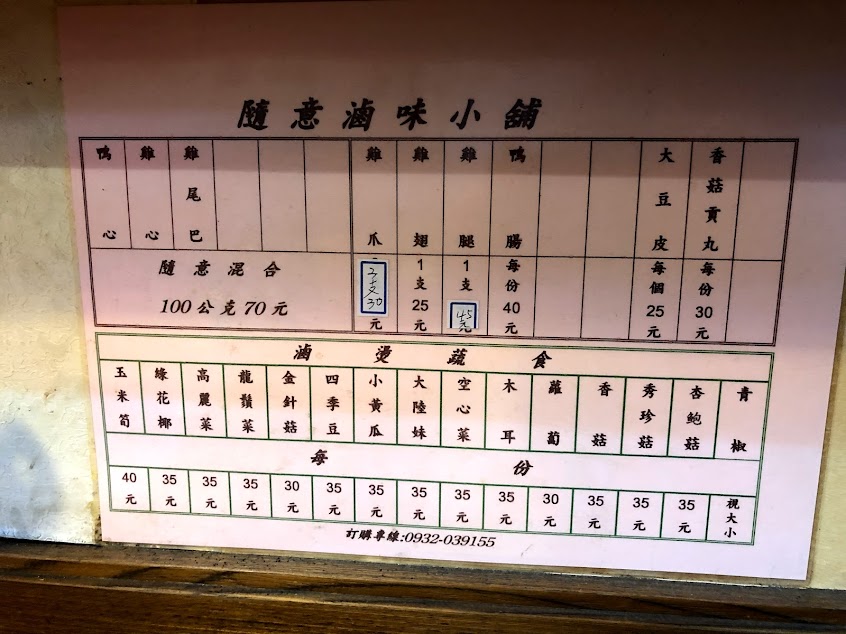 隨意滷味小舖
鴨心 雞心 雞尾巴 雞爪 雞翅 雞腿 鴨腸 大豆皮 香菇貢丸
隨意混合
100公克70元
2支30元 1支25元 1支45元 每份40元 每個25元 每份30元
滷燙蔬食
玉米筍 綠花椰 高麗菜 龍鬚菜 金針菇 四季豆 小黃瓜 大陸妹 空心菜 木耳 蘿蔔 香菇 秀珍菇 杏鮑菇 青椒
每份
40元 35元 35元 35元 30元 35元 35元 35元 35元 35元 30元 35元 35元 35元 視大小
訂購專線:0932-039155